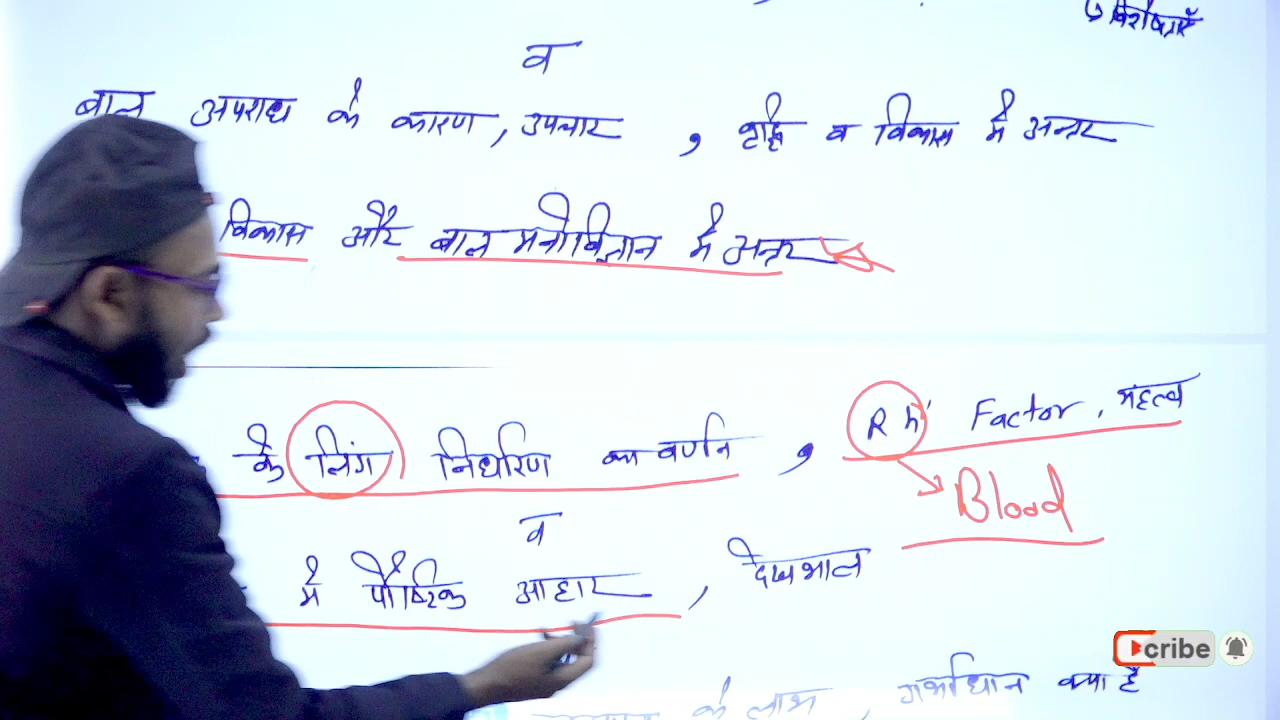 विशेषताएँ
व
बाल अपराध के कारण, उपचार , वृद्धि व विकास में अन्तर
विकास और बाल मनोविज्ञान में अन्तर
के लिंग निर्धारण का वर्णन , Rh Factor, महत्व
Blood
व
में पौष्टिक आहार , देखभाल
के लाभ , गर्भाधान क्या है
cribe